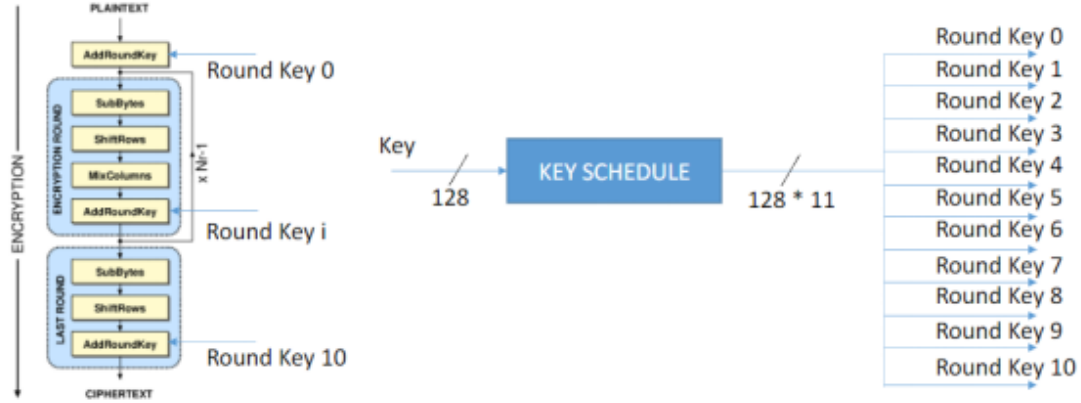 PLAINTEXT
AddRoundKey
Round Key 0
ENCRYPTION ROUND
SubBytes
ShiftRows
MixColumns
AddRoundKey
x Nr-1
Round Key i
LAST ROUND
SubBytes
ShiftRows
AddRoundKey
Round Key 10
CIPHERTEXT
ENCRYPTION
Key
128
KEY SCHEDULE
128 * 11
Round Key 0
Round Key 1
Round Key 2
Round Key 3
Round Key 4
Round Key 5
Round Key 6
Round Key 7
Round Key 8
Round Key 9
Round Key 10